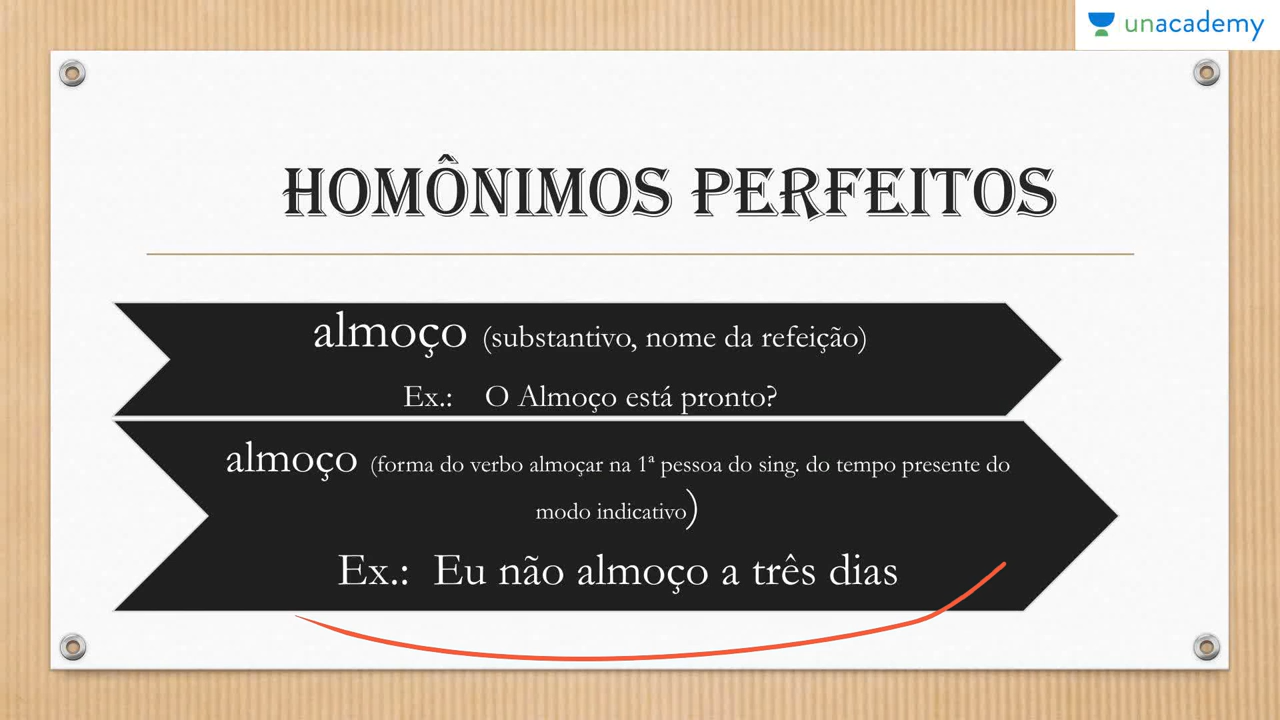 unacademy
HOMÔNIMOS PERFEITOS
almoço (substantivo, nome da refeição)
Ex.: O Almoço está pronto?
almoço (forma do verbo almoçar na 1ª pessoa do sing. do tempo presente do
modo indicativo)
Ex.: Eu não almoço a três dias